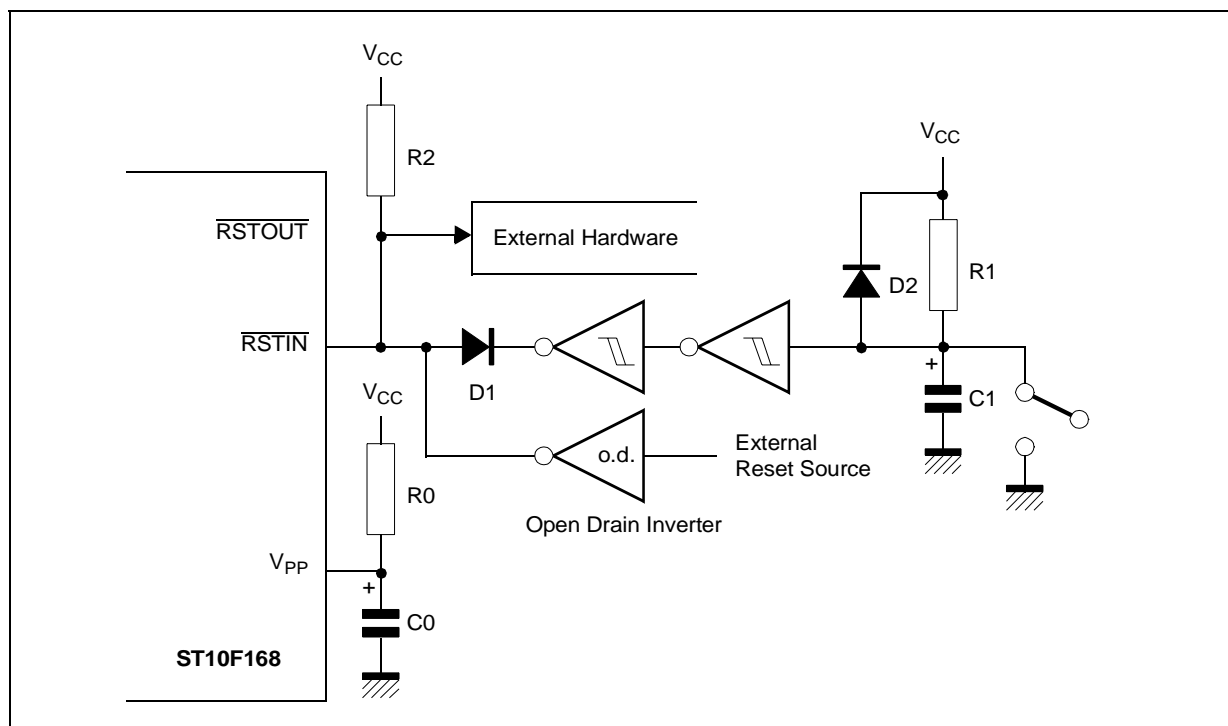 VCC
R2
VCC
RSTOUT
External Hardware
R1
D2
RSTIN
+
D1
C1
VCC
o.d.
External
Reset Source
R0
Open Drain Inverter
VPP
+
C0
ST10F168